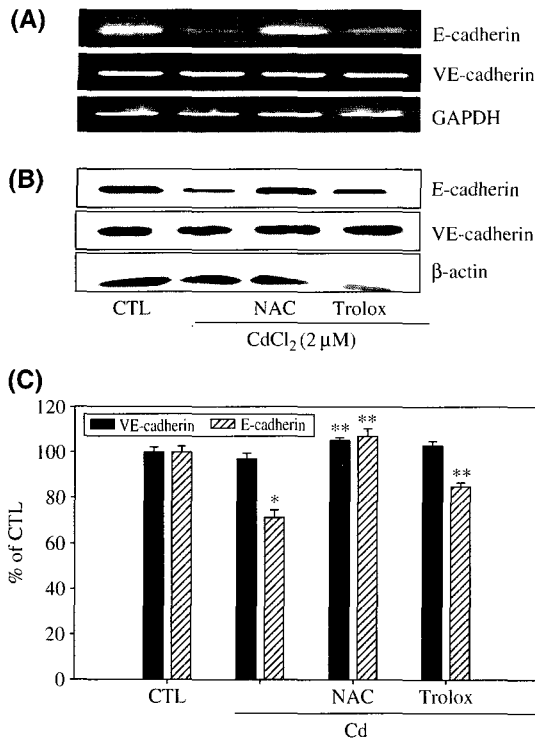 (A)
E-cadherin
VE-cadherin
GAPDH
(B)
E-cadherin
VE-cadherin
β-actin
CTL NAC Trolox
CdCl2 (2 μM)
(C)
120
VE-cadherin E-cadherin
** **
100
**
80
*
% of CTL
60
40
20
0
CTL NAC Trolox
Cd